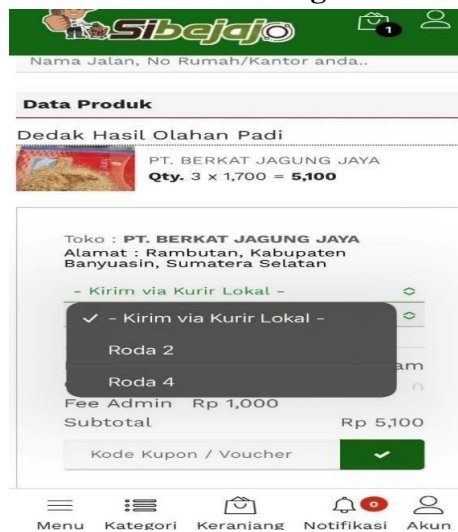 Sibejajo
1
Nama Jalan, No Rumah/Kantor anda..
Data Produk
Dedak Hasil Olahan Padi
PT. BERKAT JAGUNG JAYA
Qty. 3 x 1,700 = 5,100
Toko : PT. BERKAT JAGUNG JAYA
Alamat : Rambutan, Kabupaten
Banyuasin, Sumatera Selatan
- Kirim via Kurir Lokal -
✓ - Kirim via Kurir Lokal -
Roda 2
Roda 4
am
0
Fee Admin Rp 1,000
Subtotal Rp 5,100
Kode Kupon / Voucher
0
Menu Kategori Keranjang Notifikasi Akun